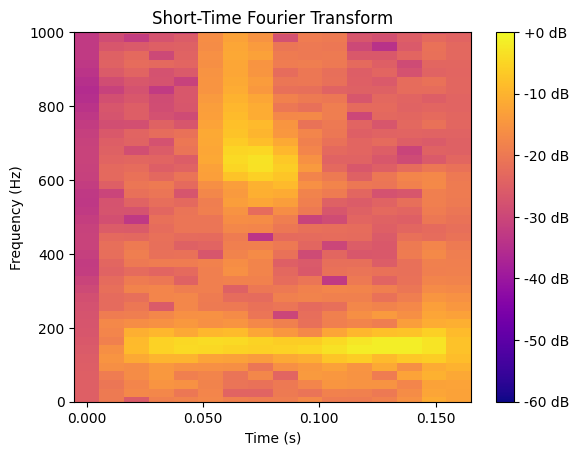 Short-Time Fourier Transform
1000
800
600
400
200
0
Frequency (Hz)
0.000
0.050
0.100
0.150
Time (s)
+0 dB
-10 dB
-20 dB
-30 dB
-40 dB
-50 dB
-60 dB